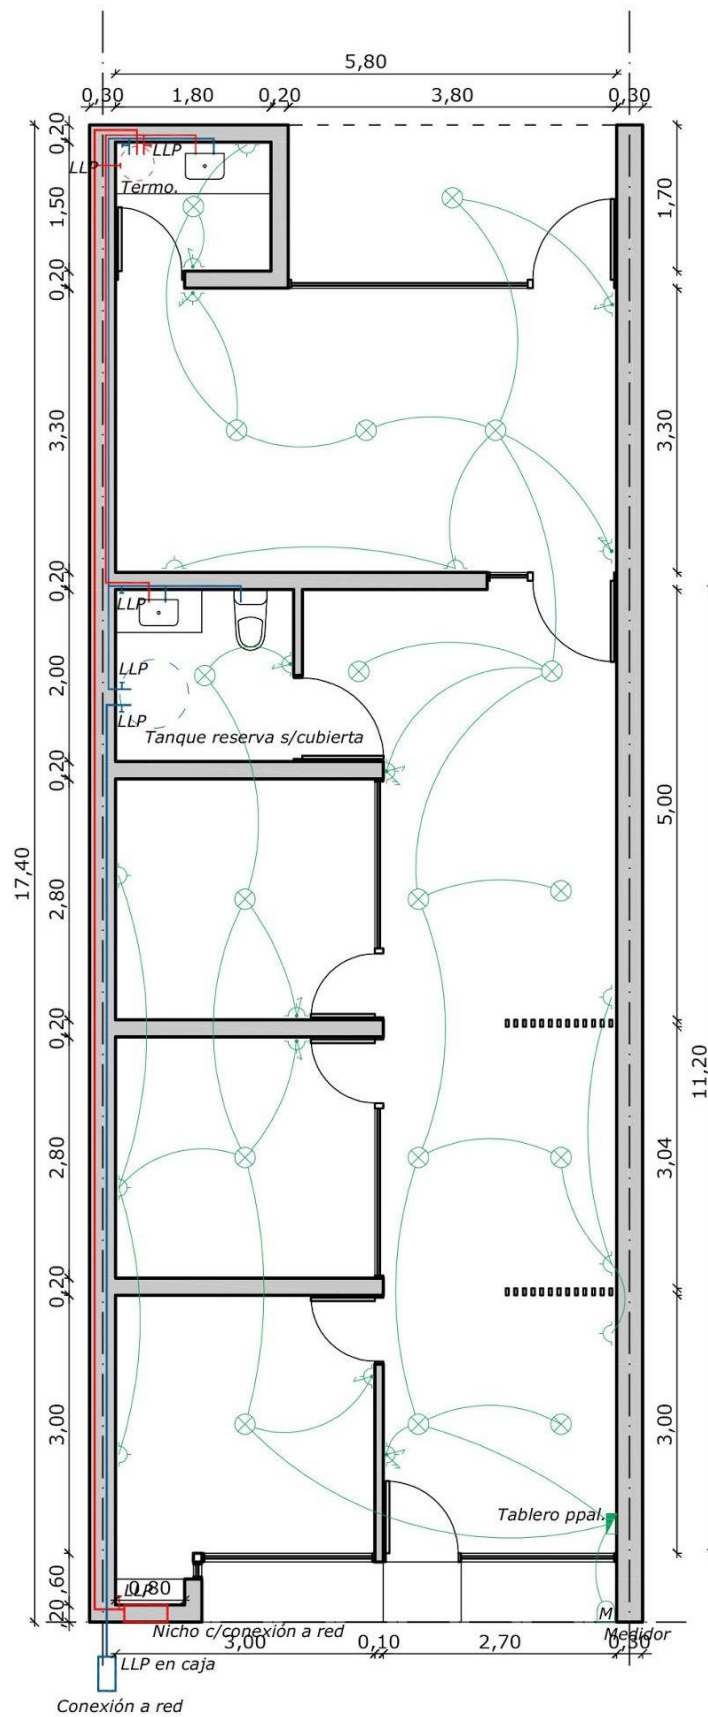 5,80
0,30 1,80 0,20 3,80 0,30
0,20
LLP
LLP
Termo.
1,50
1,70
0,20
3,30
3,30
0,20
LLP
2,00
LLP
LLP
Tanque reserva s/cubierta
0,20
5,00
17,40
2,80
0,20
11,20
2,80
3,04
0,20
3,00
3,00
Tablero ppal.
LLP
0,80
0,60
M
Nicho c/conexión a red
Medidor
3,00 0,10 2,70 0,30
LLP en caja
Conexión a red